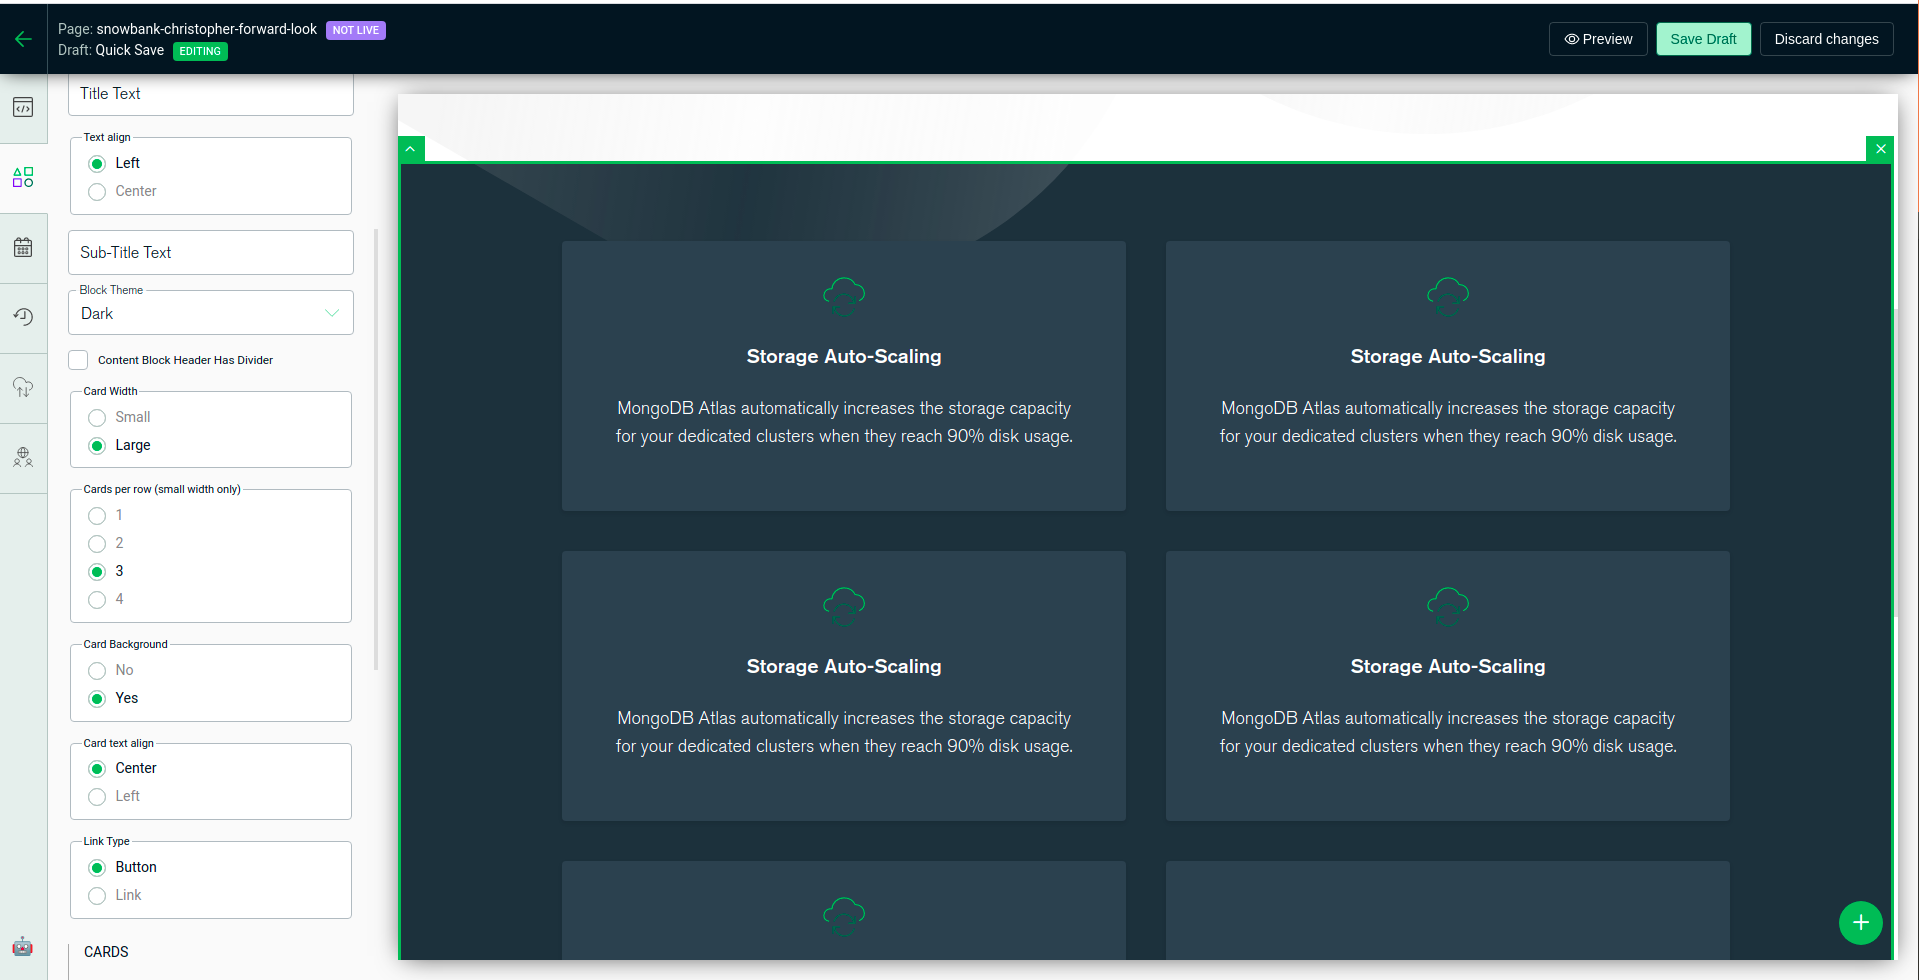 Page: snowbank-christopher-forward-look NOT LIVE
Draft: Quick Save EDITING
Preview
Save Draft
Discard changes
Title Text
Text align
Left
Center
Sub-Title Text
Block Theme
Dark
Content Block Header Has Divider
Card Width
Small
Large
Cards per row (small width only)
1
2
3
4
Card Background
No
Yes
Card text align
Center
Left
Link Type
Button
Link
CARDS
Storage Auto-Scaling
MongoDB Atlas automatically increases the storage capacity
for your dedicated clusters when they reach 90% disk usage.
Storage Auto-Scaling
MongoDB Atlas automatically increases the storage capacity
for your dedicated clusters when they reach 90% disk usage.
Storage Auto-Scaling
MongoDB Atlas automatically increases the storage capacity
for your dedicated clusters when they reach 90% disk usage.
Storage Auto-Scaling
MongoDB Atlas automatically increases the storage capacity
for your dedicated clusters when they reach 90% disk usage.